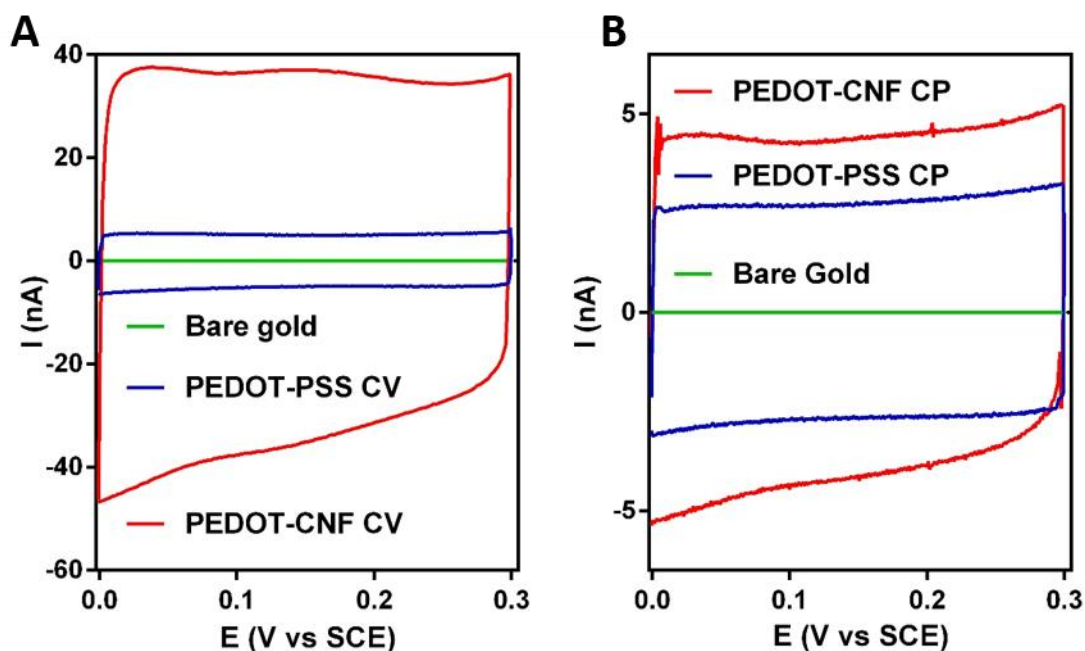 A
40
20
0
-20
-40
-60
I (nA)
Bare gold
PEDOT-PSS CV
PEDOT-CNF CV
0.0 0.1 0.2 0.3
E (V vs SCE)
B
5
0
-5
I (nA)
PEDOT-CNF CP
PEDOT-PSS CP
Bare Gold
0.0 0.1 0.2 0.3
E (V vs SCE)